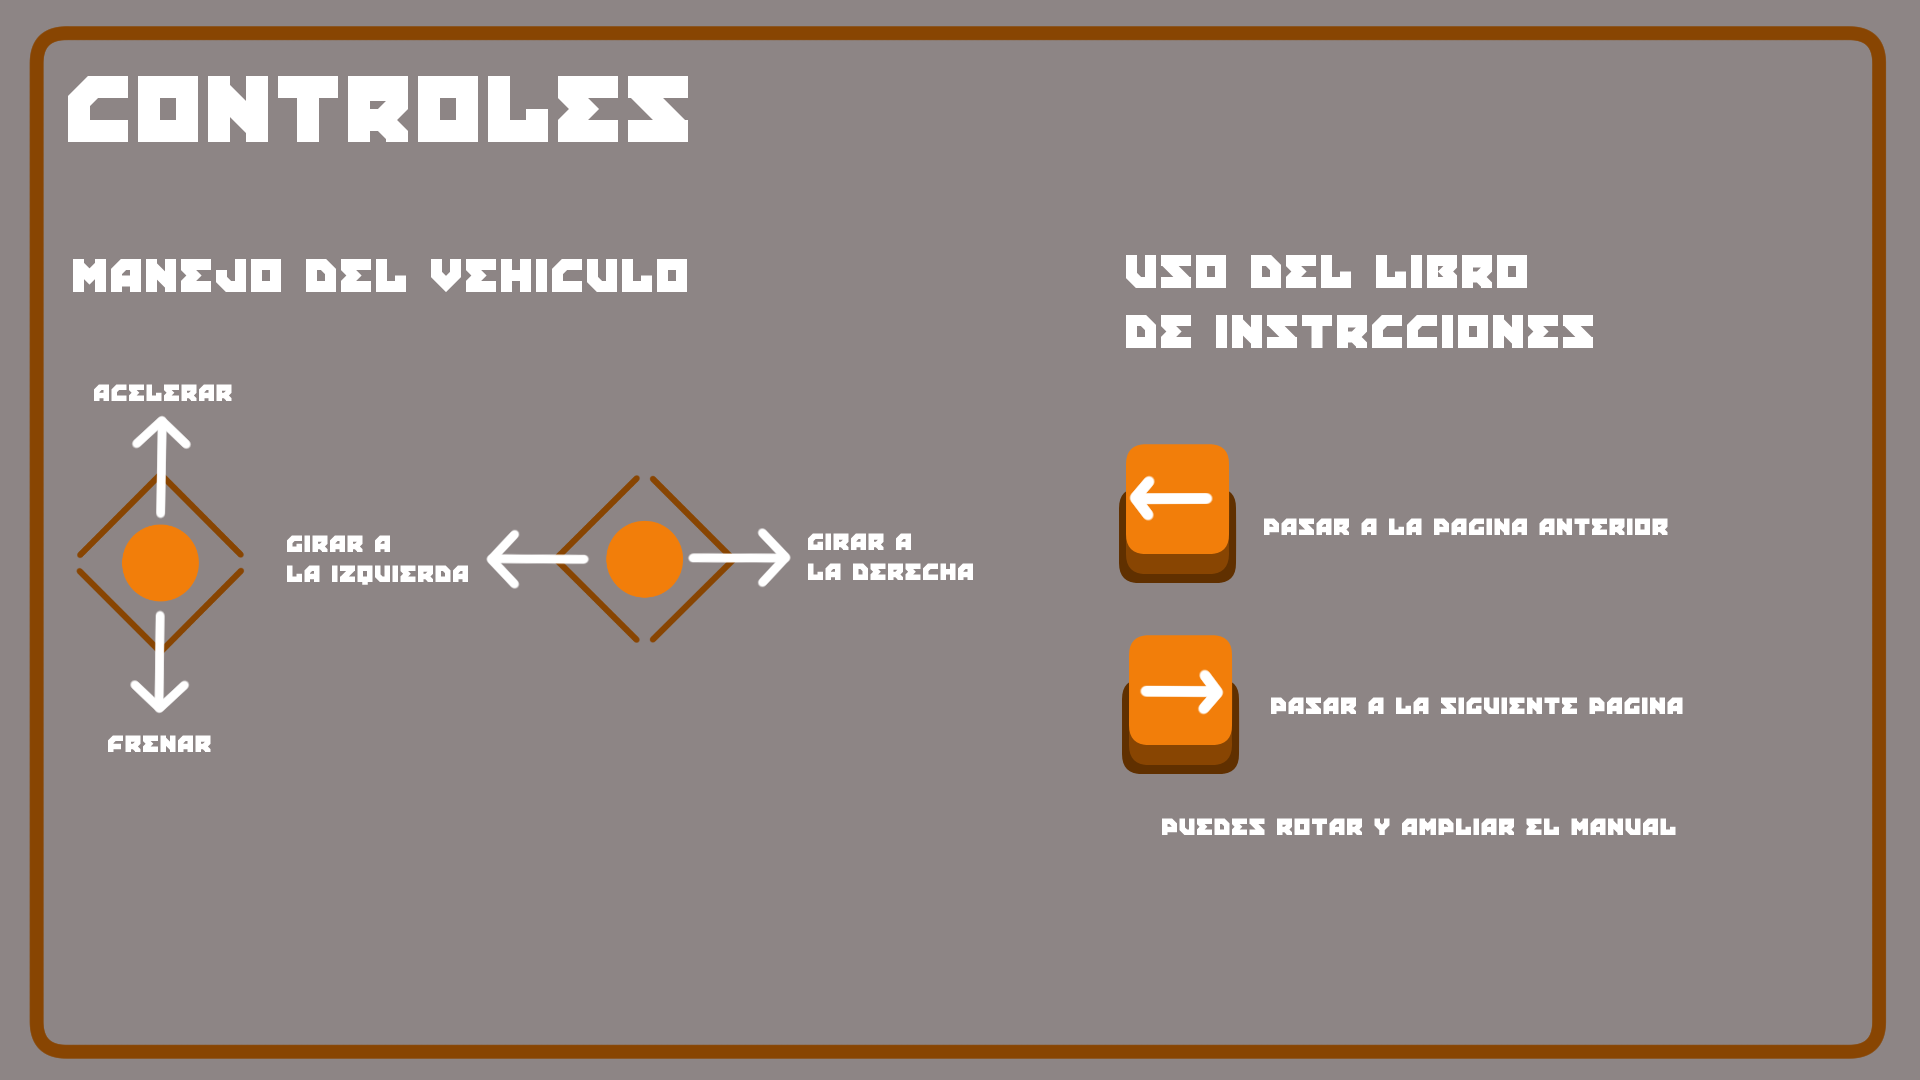 CONTROLES
MANEJO DEL VEHICULO
ACELERAR
GIRAR A
LA IZQUIERDA
GIRAR A
LA DERECHA
FRENAR
USO DEL LIBRO
DE INSTRCCIONES
PASAR A LA PAGINA ANTERIOR
PASAR A LA SIGUIENTE PAGINA
PUEDES ROTAR Y AMPLIAR EL MANUAL